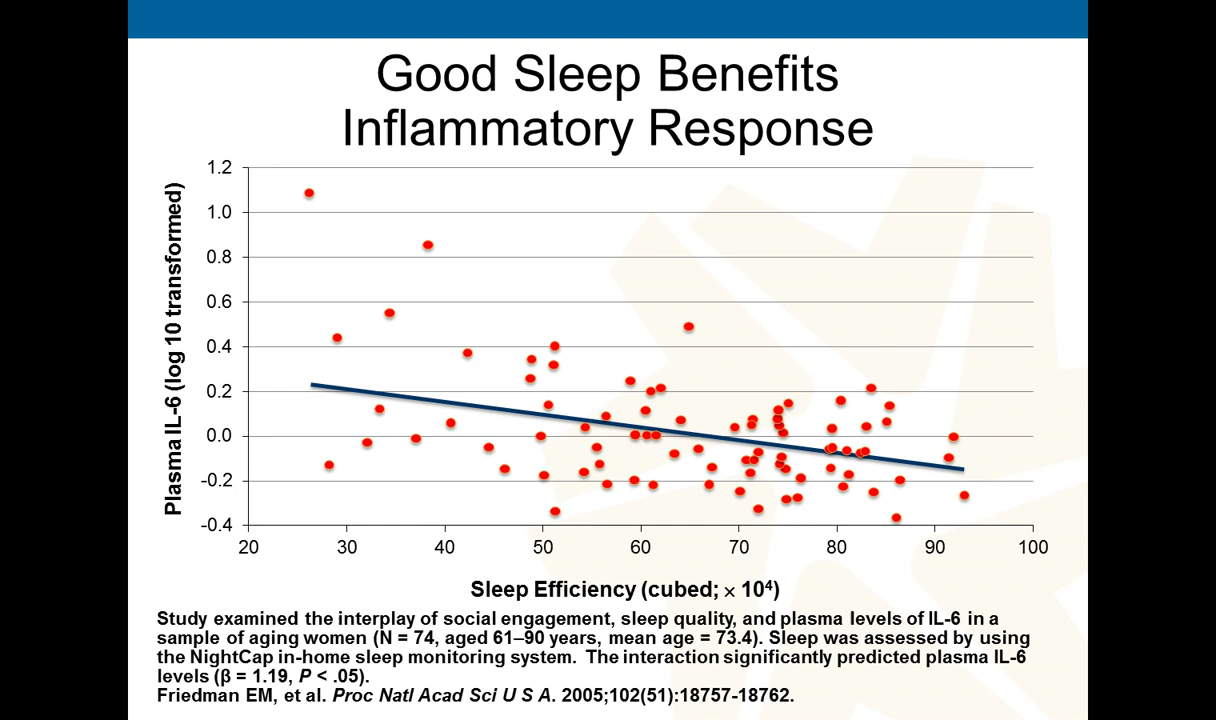 Good Sleep Benefits
Inflammatory Response
Plasma IL-6 (log 10 transformed)
1.2
1.0
0.8
0.6
0.4
0.2
0.0
-0.2
-0.4
20 30 40 50 60 70 80 90 100
Sleep Efficiency (cubed; × 10⁴)
Study examined the interplay of social engagement, sleep quality, and plasma levels of IL-6 in a
sample of aging women (N = 74, aged 61–90 years, mean age = 73.4). Sleep was assessed by using
the NightCap in-home sleep monitoring system. The interaction significantly predicted plasma IL-6
levels (β = 1.19, P < .05).
Friedman EM, et al. Proc Natl Acad Sci U S A. 2005;102(51):18757-18762.